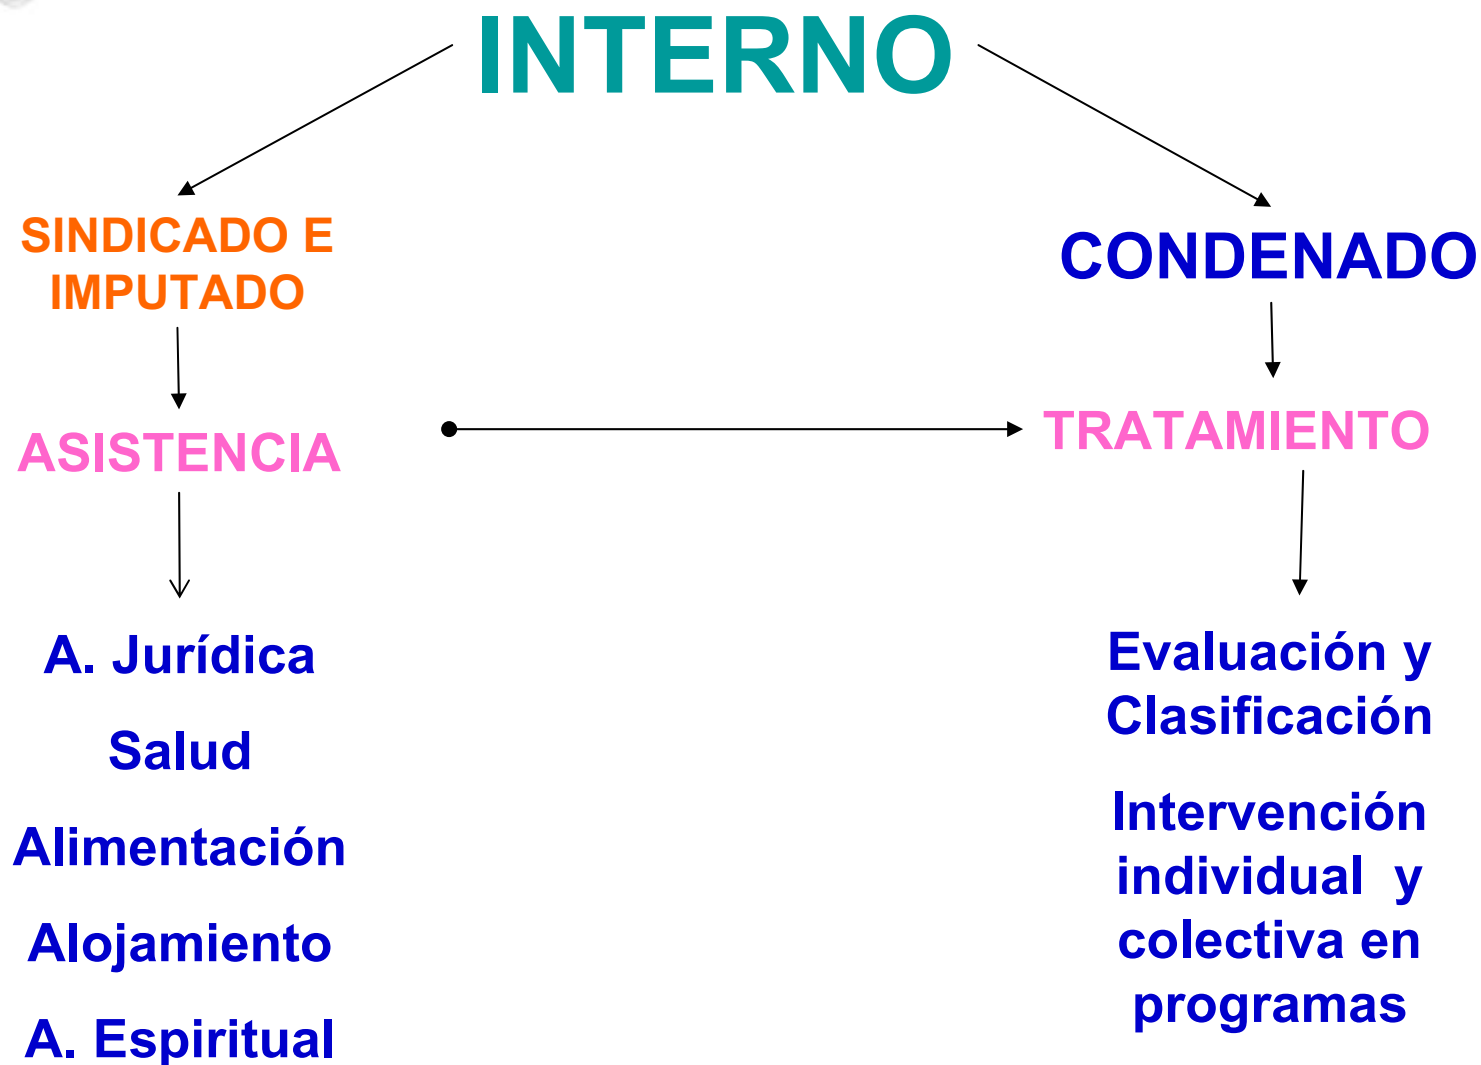 INTERNO
SINDICADO E
IMPUTADO
CONDENADO
ASISTENCIA
TRATAMIENTO
A. Jurídica
Salud
Alimentación
Alojamiento
A. Espiritual
Evaluación y
Clasificación
Intervención
individual y
colectiva en
programas